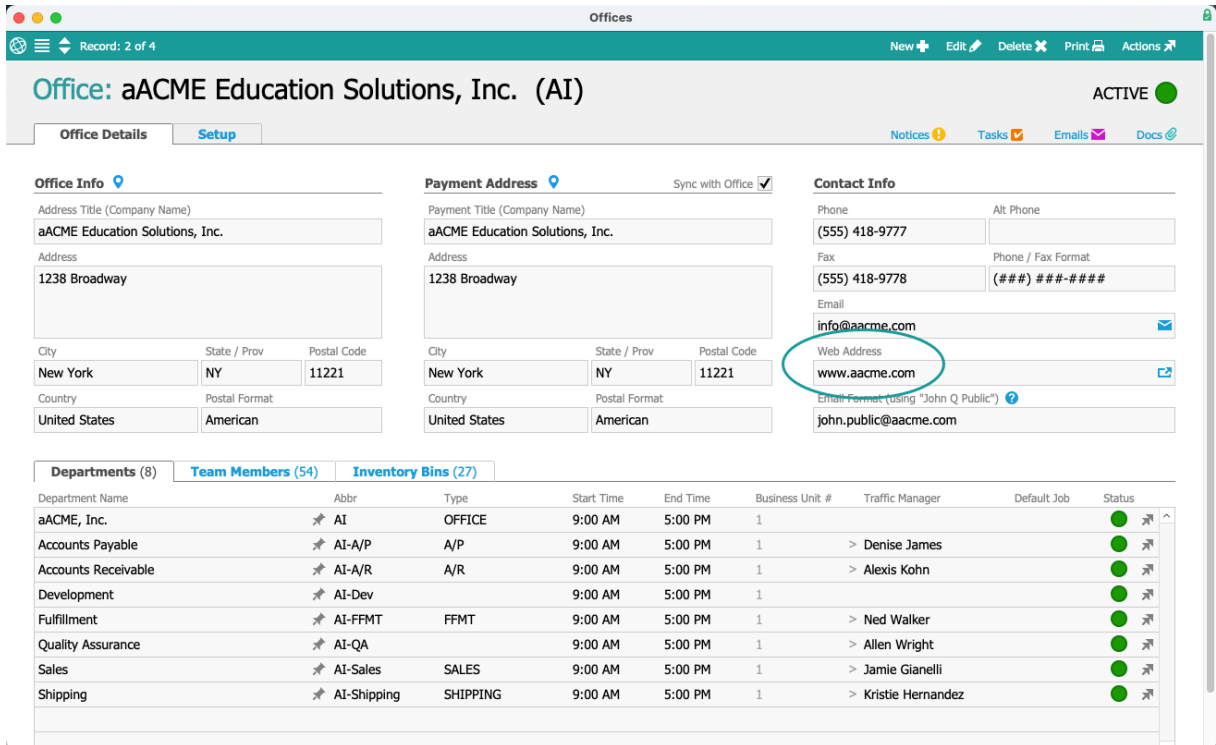 Offices
Record: 2 of 4 New Edit Delete Print Actions
Office: aACME Education Solutions, Inc. (AI)
ACTIVE
Office Details Setup Notices Tasks Emails Docs
Office Info Payment Address Sync with Office Contact Info
Address Title (Company Name) Payment Title (Company Name) Phone Alt Phone
aACME Education Solutions, Inc. aACME Education Solutions, Inc. (555) 418-9777
Address Address Fax Phone / Fax Format
1238 Broadway 1238 Broadway (555) 418-9778 (###) ###-####
Email
info@aacme.com
City State / Prov Postal Code City State / Prov Postal Code Web Address
New York NY 11221 New York NY 11221 www.aacme.com
Country Postal Format Country Postal Format Email Format (using "John Q Public") ?
United States American United States American john.public@aacme.com
Departments (8) Team Members (54) Inventory Bins (27)
Department Name Abbr Type Start Time End Time Business Unit # Traffic Manager Default Job Status
aACME, Inc. AI OFFICE 9:00 AM 5:00 PM 1
Accounts Payable AI-A/P A/P 9:00 AM 5:00 PM 1 > Denise James
Accounts Receivable AI-A/R A/R 9:00 AM 5:00 PM 1 > Alexis Kohn
Development AI-Dev 9:00 AM 5:00 PM 1
Fulfillment AI-FFMT FFMT 9:00 AM 5:00 PM 1 > Ned Walker
Quality Assurance AI-QA 9:00 AM 5:00 PM 1 > Allen Wright
Sales AI-Sales SALES 9:00 AM 5:00 PM 1 > Jamie Gianelli
Shipping AI-Shipping SHIPPING 9:00 AM 5:00 PM 1 > Kristie Hernandez